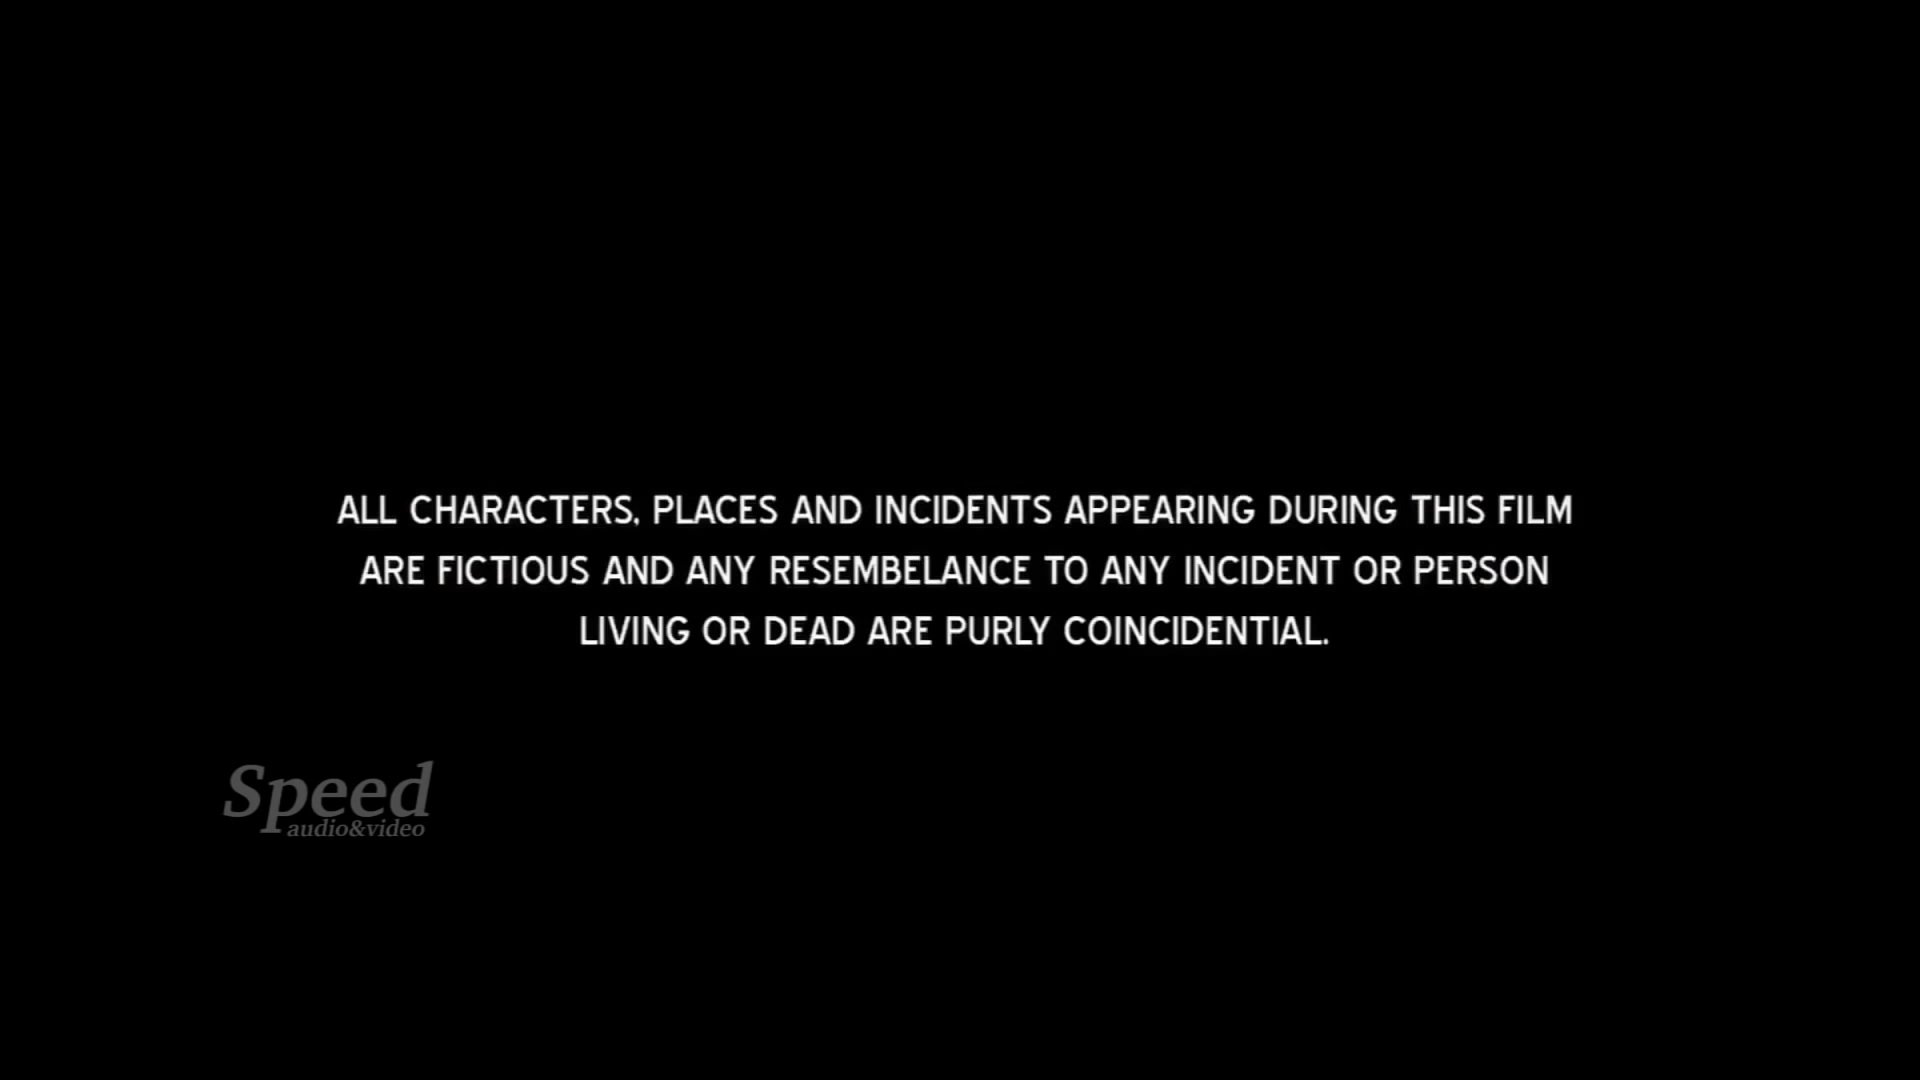 ALL CHARACTERS, PLACES AND INCIDENTS APPEARING DURING THIS FILM
ARE FICTIOUS AND ANY RESEMBELANCE TO ANY INCIDENT OR PERSON
LIVING OR DEAD ARE PURLY COINCIDENTIAL.
Speed
audio&video